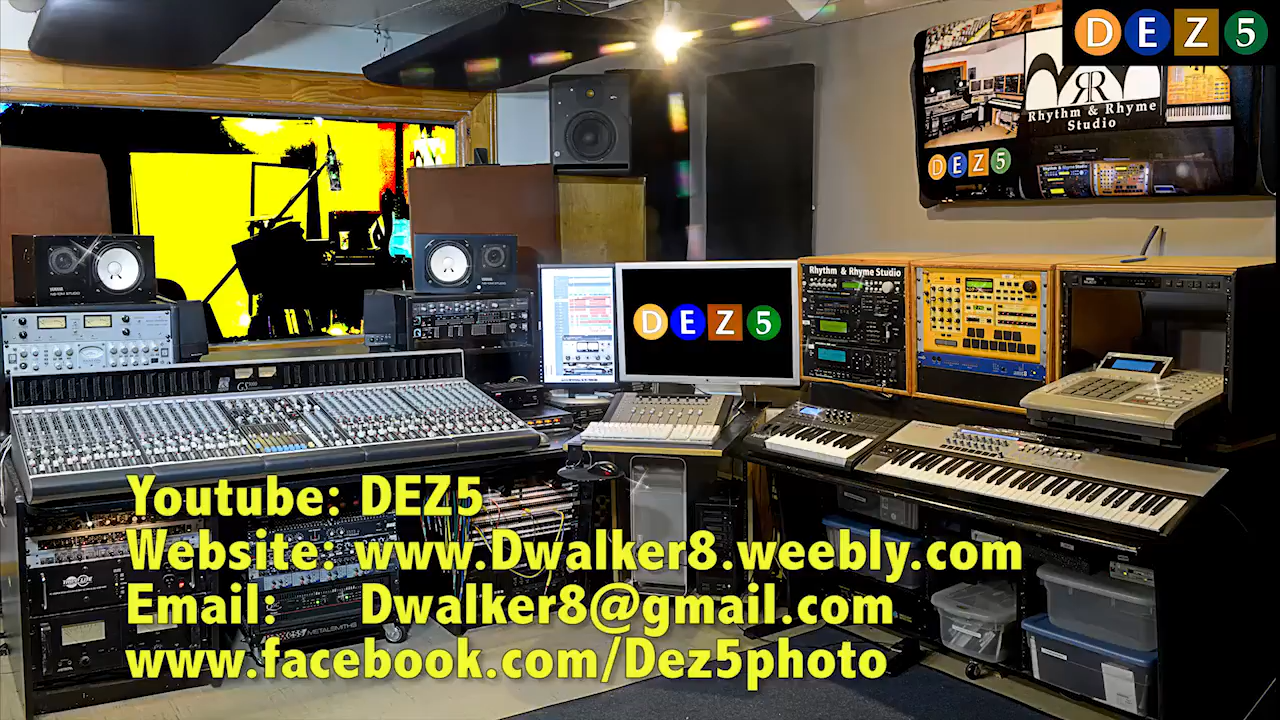 DEZ5
RR
Rhythm & Rhyme
Studio
DEZ5
Rhythm & Rhyme Studio
DEZ5
Youtube: DEZ5
Website: www.Dwalker8.weebly.com
Email: Dwalker8@gmail.com
www.facebook.com/Dez5photo